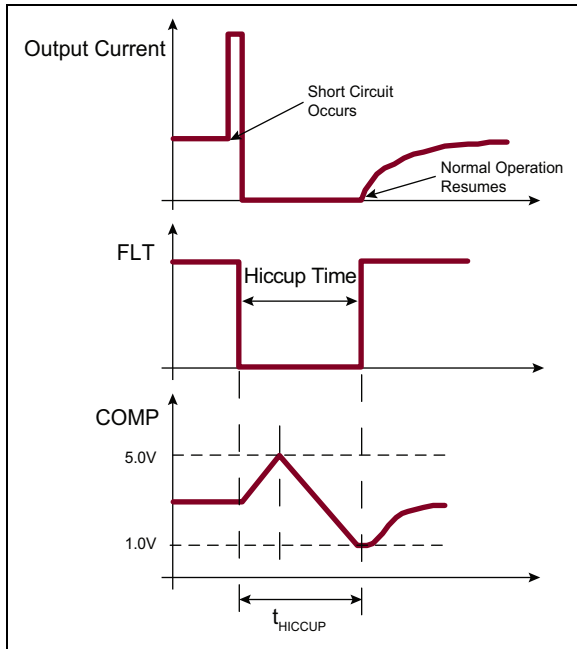 Output Current
Short Circuit
Occurs
Normal Operation
Resumes
FLT
Hiccup Time
COMP
5.0V
1.0V
tHICCUP